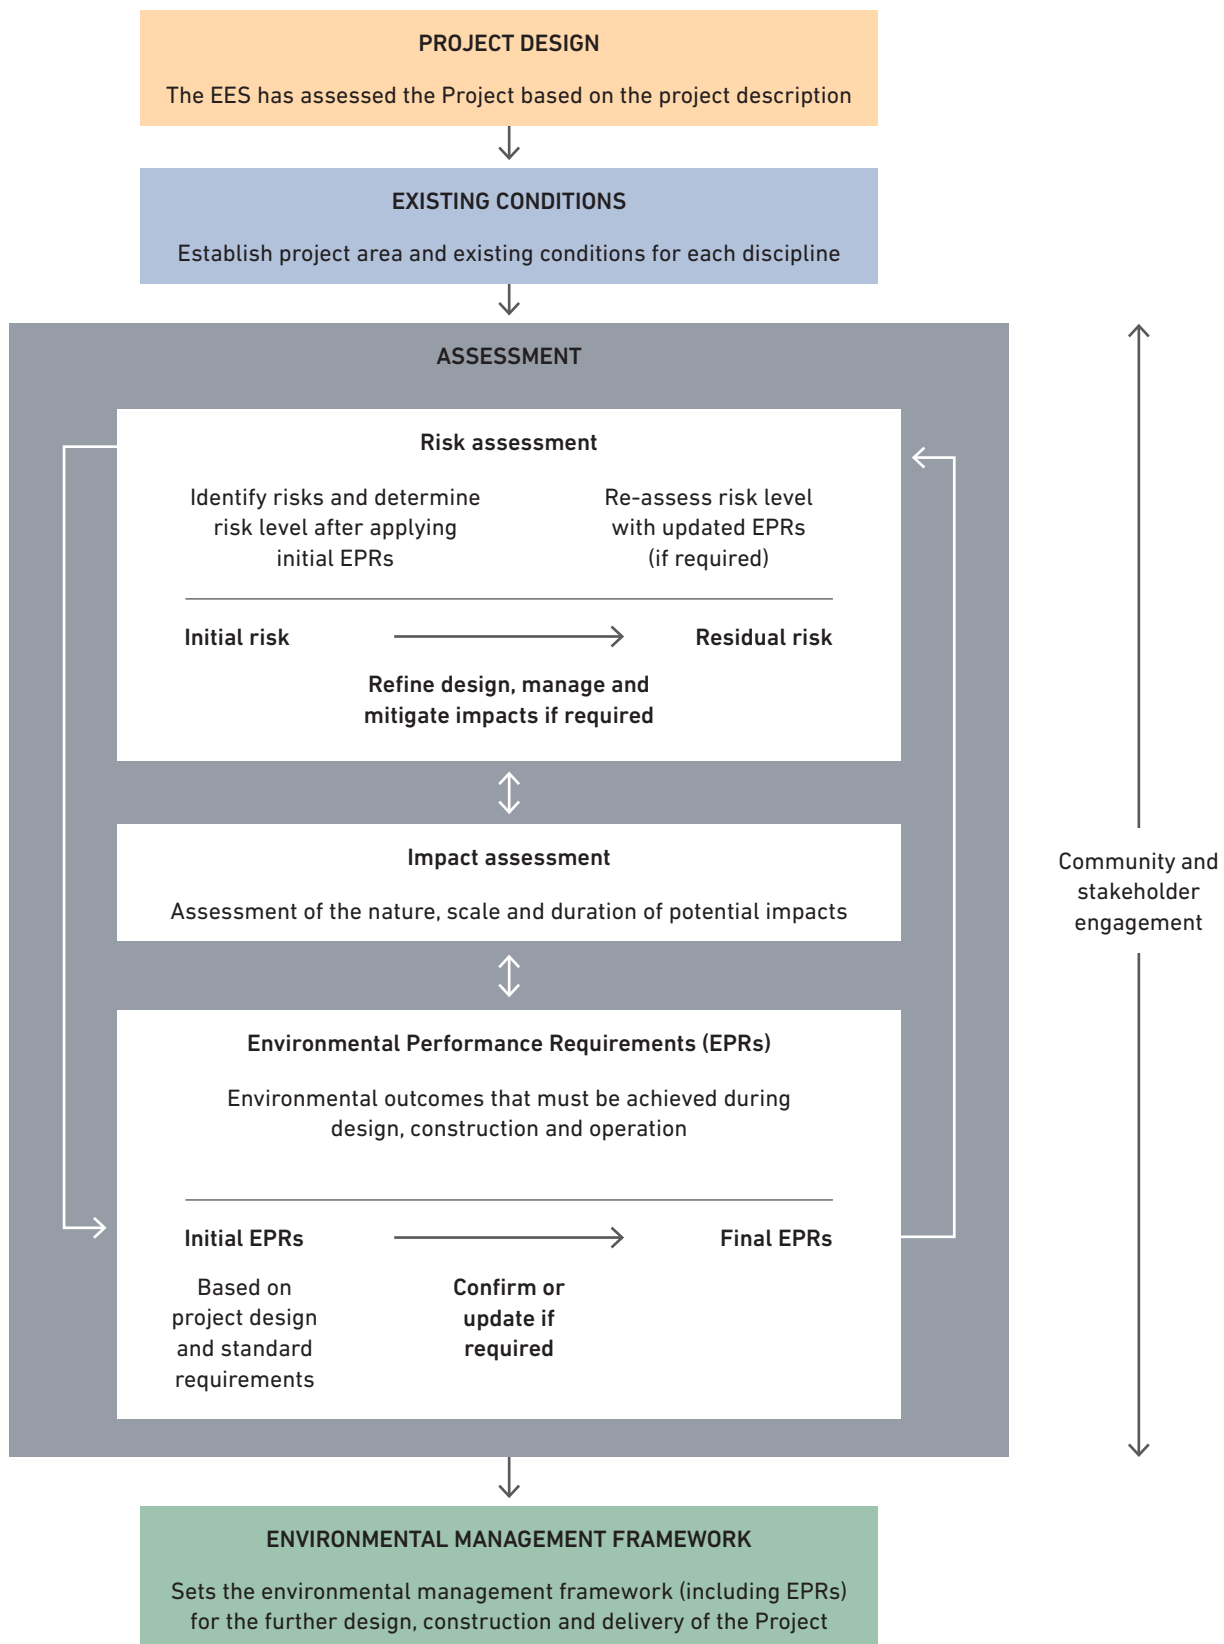 PROJECT DESIGN
The EES has assessed the Project based on the project description
EXISTING CONDITIONS
Establish project area and existing conditions for each discipline
ASSESSMENT
Risk assessment
Identify risks and determine
risk level after applying
initial EPRs
Re-assess risk level
with updated EPRs
(if required)
Initial risk
Residual risk
Refine design, manage and
mitigate impacts if required
Impact assessment
Assessment of the nature, scale and duration of potential impacts
Community and
stakeholder
engagement
Environmental Performance Requirements (EPRs)
Environmental outcomes that must be achieved during
design, construction and operation
Initial EPRs
Final EPRs
Based on
project design
and standard
requirements
Confirm or
update if
required
ENVIRONMENTAL MANAGEMENT FRAMEWORK
Sets the environmental management framework (including EPRs)
for the further design, construction and delivery of the Project